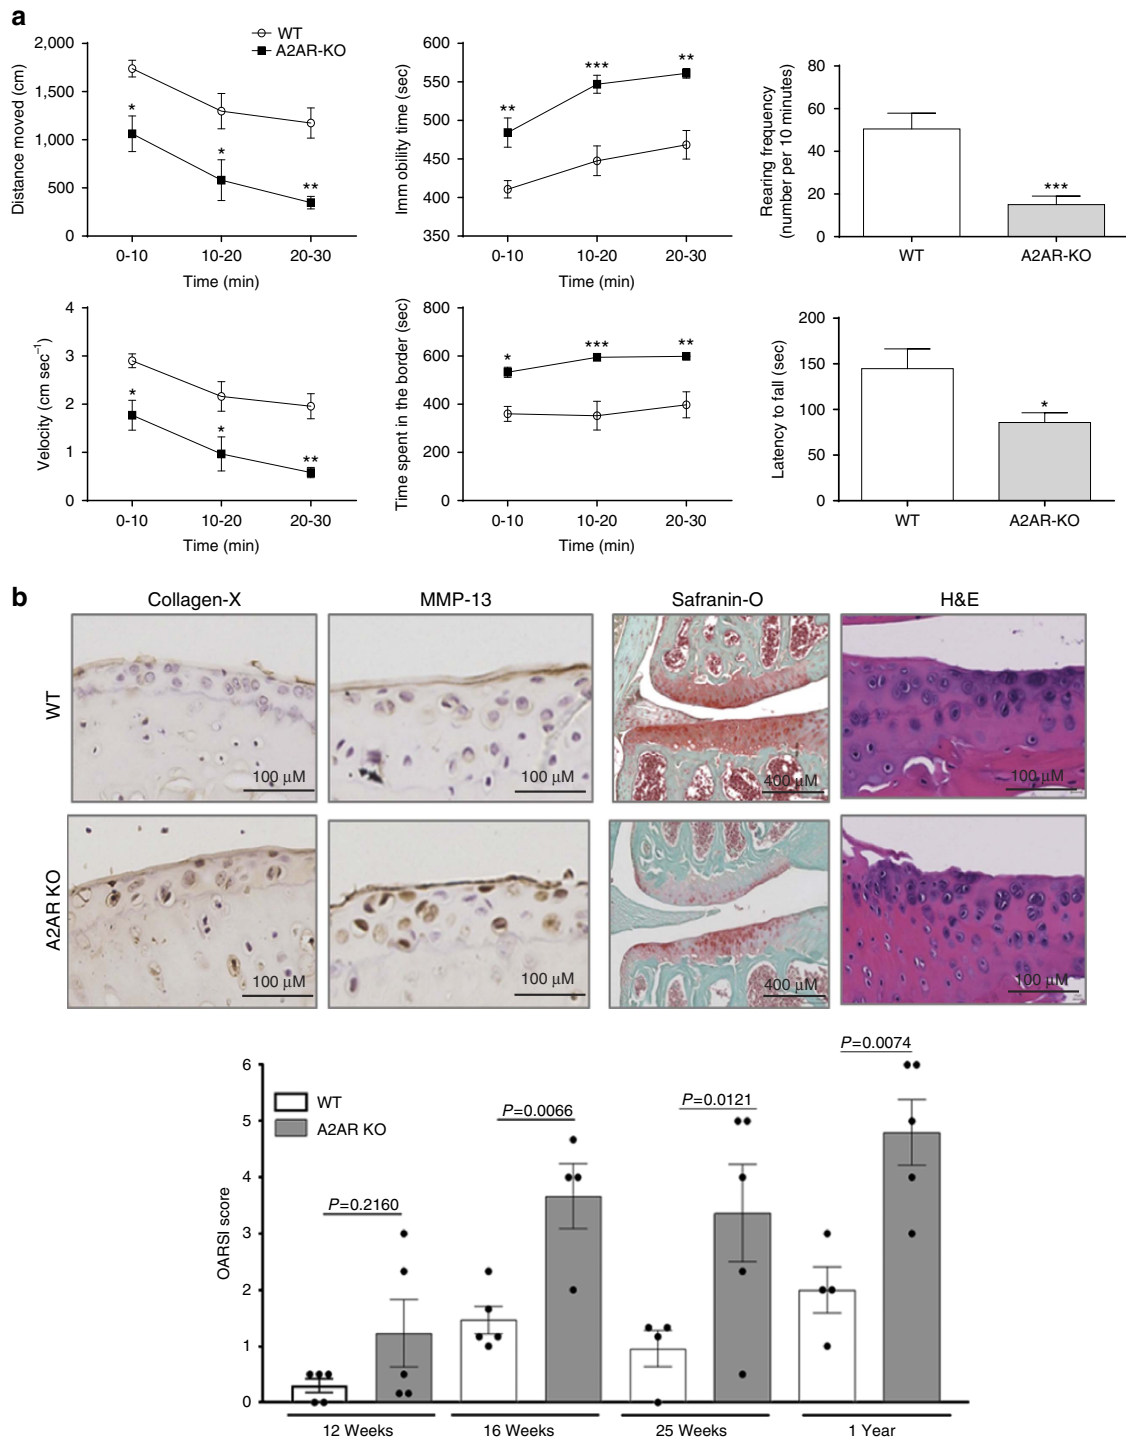 a
WT
A2AR-KO
Distance moved (cm)
2,000
1,500
1,000
500
0
*
*
**
0-10
10-20
20-30
Time (min)
Imm obility time (sec)
600
550
500
450
400
350
**
***
**
0-10
10-20
20-30
Time (min)
Rearing frequency
(number per 10 minutes)
80
60
40
20
0
***
WT
A2AR-KO
Velocity (cm sec⁻¹)
4
3
2
1
0
*
*
**
0-10
10-20
20-30
Time (min)
Time spent in the border (sec)
800
600
400
200
0
*
***
**
0-10
10-20
20-30
Time (min)
Latency to fall (sec)
200
150
100
50
0
*
WT
A2AR-KO
b
Collagen-X
MMP-13
Safranin-O
H&E
WT
100 µM
100 µM
400 µM
100 µM
A2AR KO
100 µM
100 µM
400 µM
100 µM
OARSI score
6
5
4
3
2
1
0
WT
A2AR KO
P=0.2160
P=0.0066
P=0.0121
P=0.0074
12 Weeks
16 Weeks
25 Weeks
1 Year